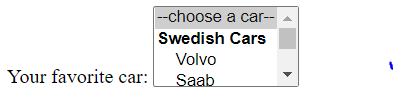 --choose a car--
Swedish Cars
Volvo
Your favorite car:
Saab